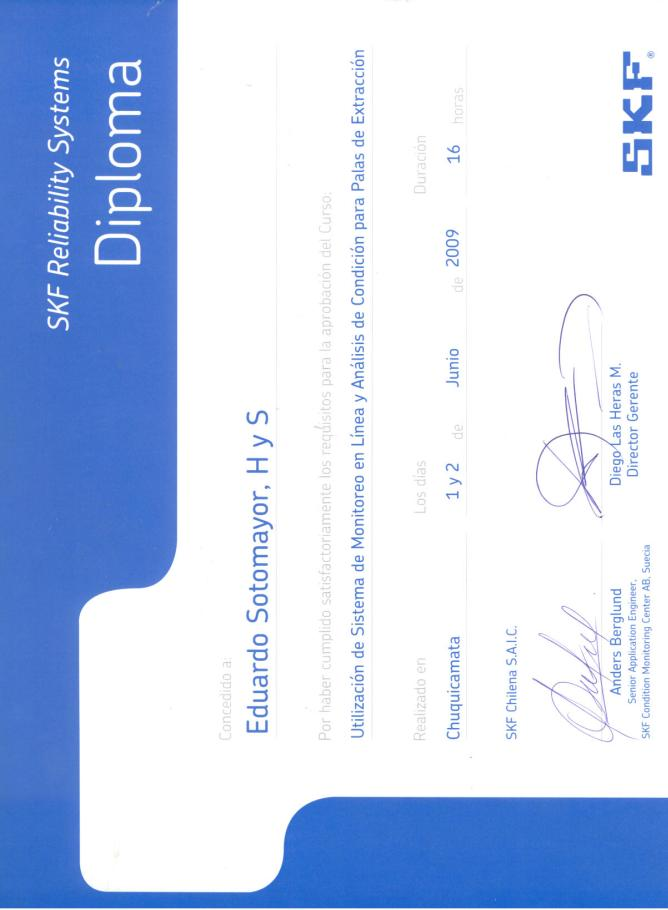 SKF Reliability Systems
Diploma
Concedido a:
Eduardo Sotomayor, H y S
Por haber cumplido satisfactoriamente los requisitos para la aprobación del Curso:
Utilización de Sistema de Monitoreo en Línea y Análisis de Condición para Palas de Extracción
Realizado en Los días Duración
Chuquicamata 1 y 2 de Junio de 2009 16 horas
SKF Chilena S.A.I.C.
Anders Berglund
Senior Application Engineer,
SKF Condition Monitoring Center AB, Suecia
Diego Las Heras M.
Director Gerente
SKF®